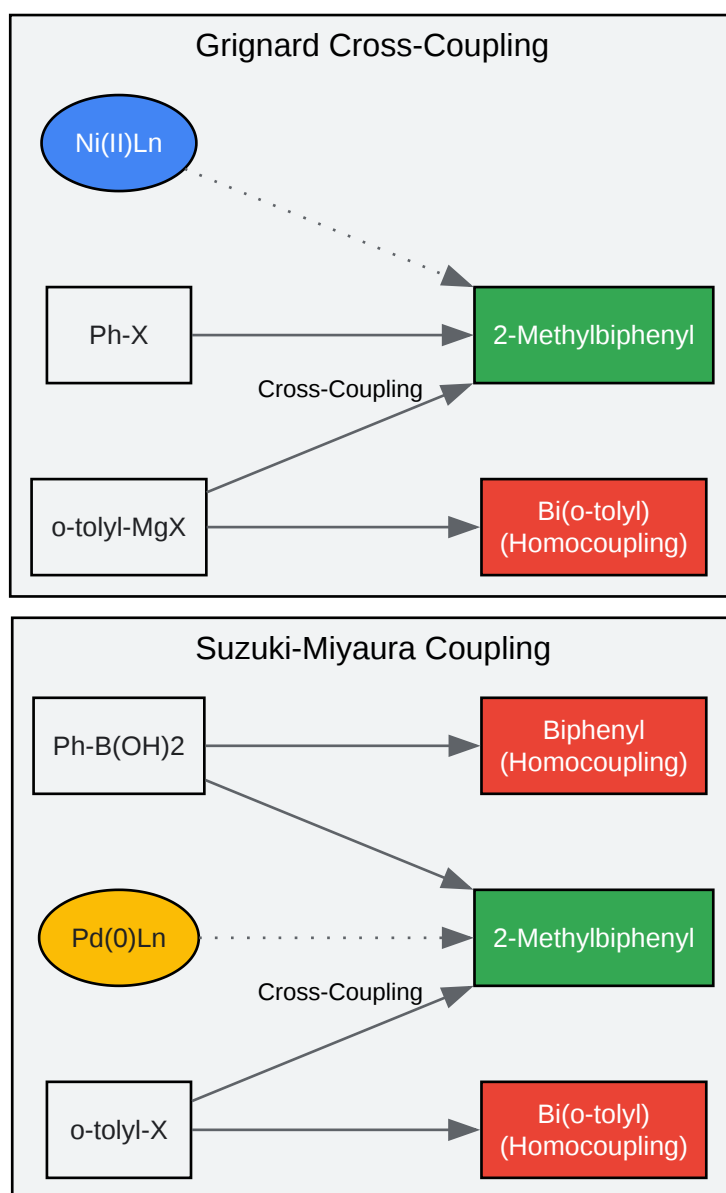 Grignard Cross-Coupling
Ni(II)Ln
Ph-X
2-Methylbiphenyl
Cross-Coupling
o-tolyl-MgX
Bi(o-tolyl)
(Homocoupling)
Suzuki-Miyaura Coupling
Ph-B(OH)2
Biphenyl
(Homocoupling)
Pd(0)Ln
2-Methylbiphenyl
Cross-Coupling
o-tolyl-X
Bi(o-tolyl)
(Homocoupling)